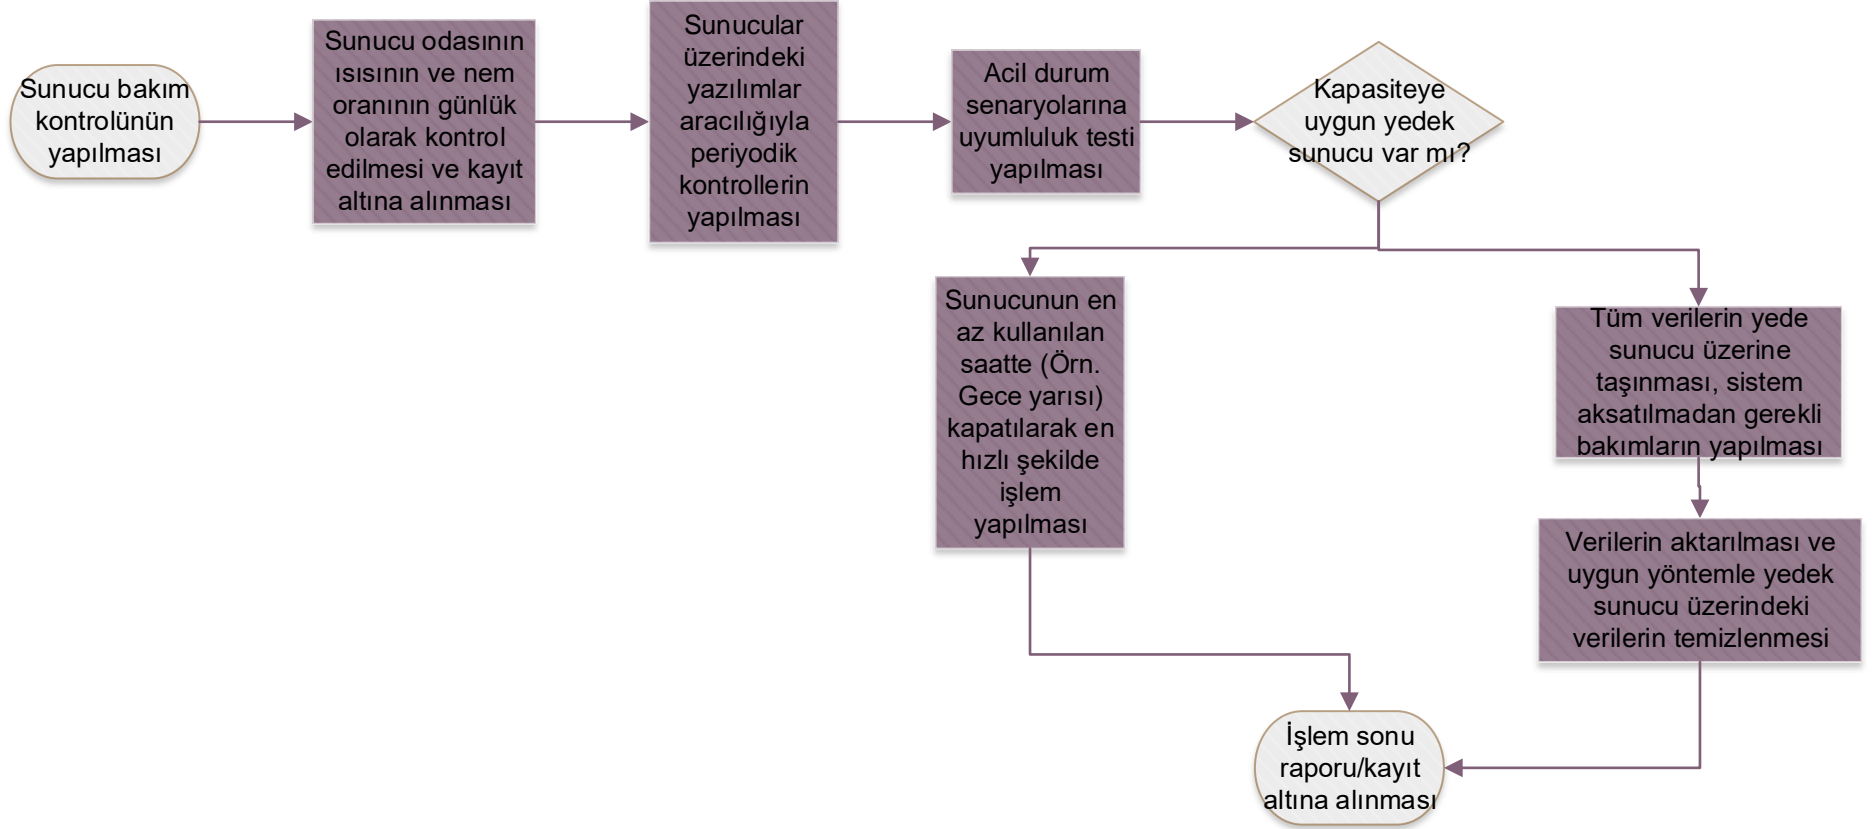 Sunucu bakım
kontrolünün
yapılması
Sunucu odasının
ısısının ve nem
oranının günlük
olarak kontrol
edilmesi ve kayıt
altına alınması
Sunucular
üzerindeki
yazılımlar
aracılığıyla
periyodik
kontrollerin
yapılması
Acil durum
senaryolarına
uyumluluk testi
yapılması
Kapasiteye
uygun yedek
sunucu var mı?
Sunucunun en
az kullanılan
saatte (Örn.
Gece yarısı)
kapatılarak en
hızlı şekilde
işlem
yapılması
Tüm verilerin yede
sunucu üzerine
taşınması, sistem
aksatılmadan gerekli
bakımların yapılması
Verilerin aktarılması ve
uygun yöntemle yedek
sunucu üzerindeki
verilerin temizlenmesi
İşlem sonu
raporu/kayıt
altına alınması